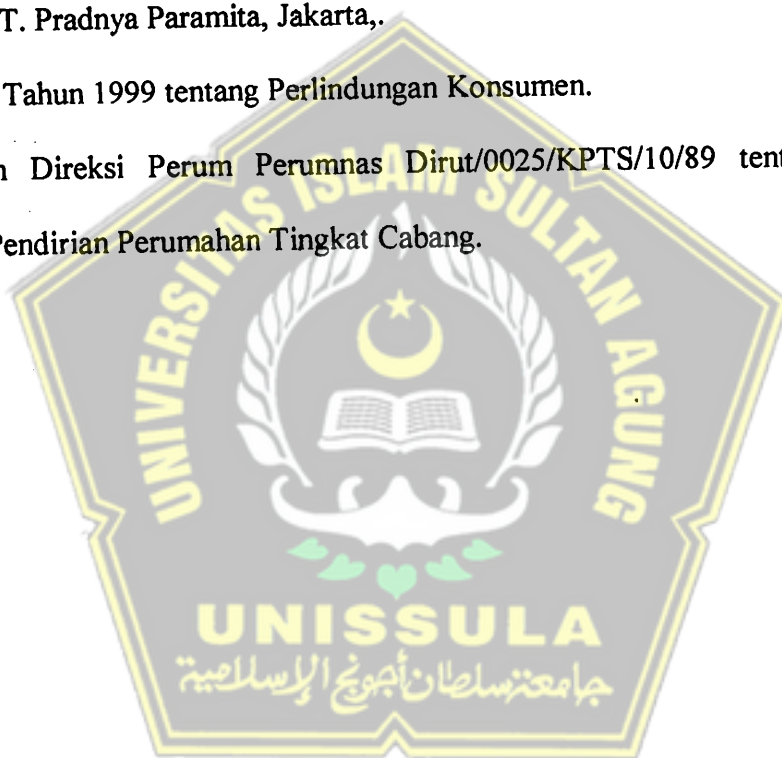 T. Pradnya Paramita, Jakarta,.
Tahun 1999 tentang Perlindungan Konsumen.
Direksi Perum Perumnas Dirut/0025/KPTS/10/89
Pendirian Perumahan Tingkat Cabang.
UNIVERSITAS ISLAM SULTAN AGUNG
UNISSULA
جامعة سلطان أجونج الإسلامية